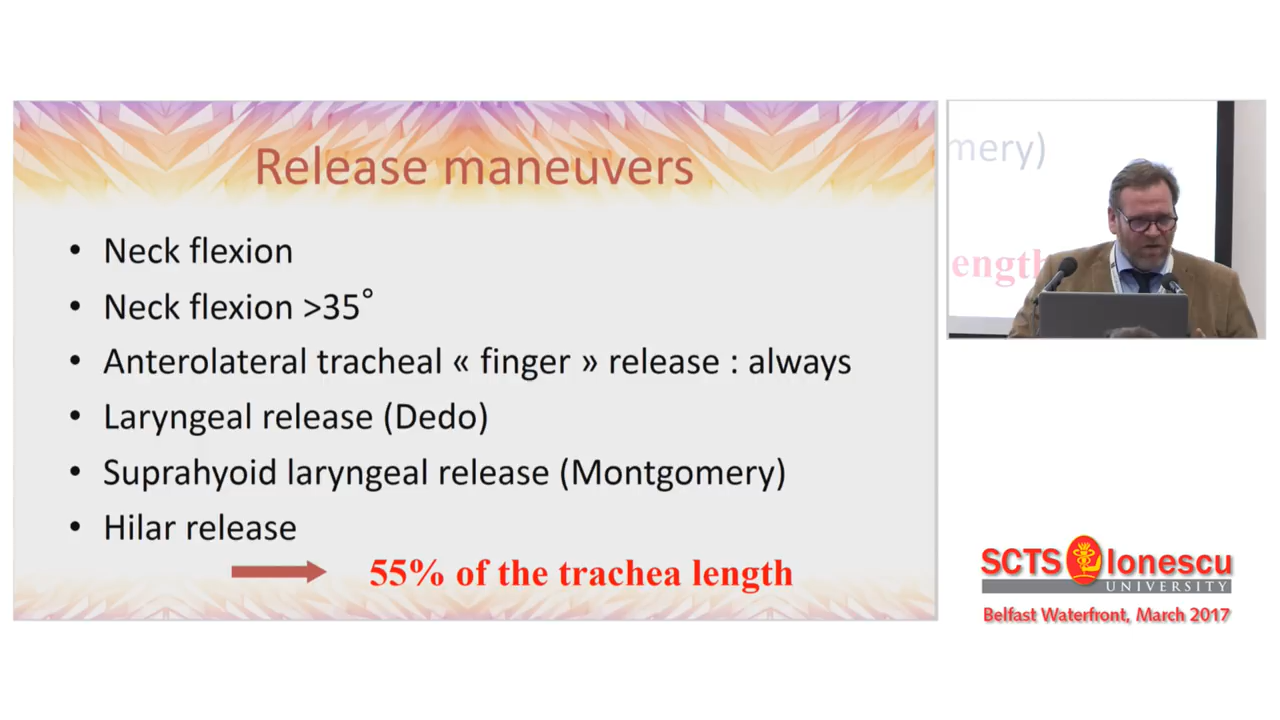 Release maneuvers
• Neck flexion
• Neck flexion >35°
• Anterolateral tracheal « finger » release : always
• Laryngeal release (Dedo)
• Suprahyoid laryngeal release (Montgomery)
• Hilar release
55% of the trachea length
mery)
ength
SCTS Ionescu
UNIVERSITY
Belfast Waterfront, March 2017